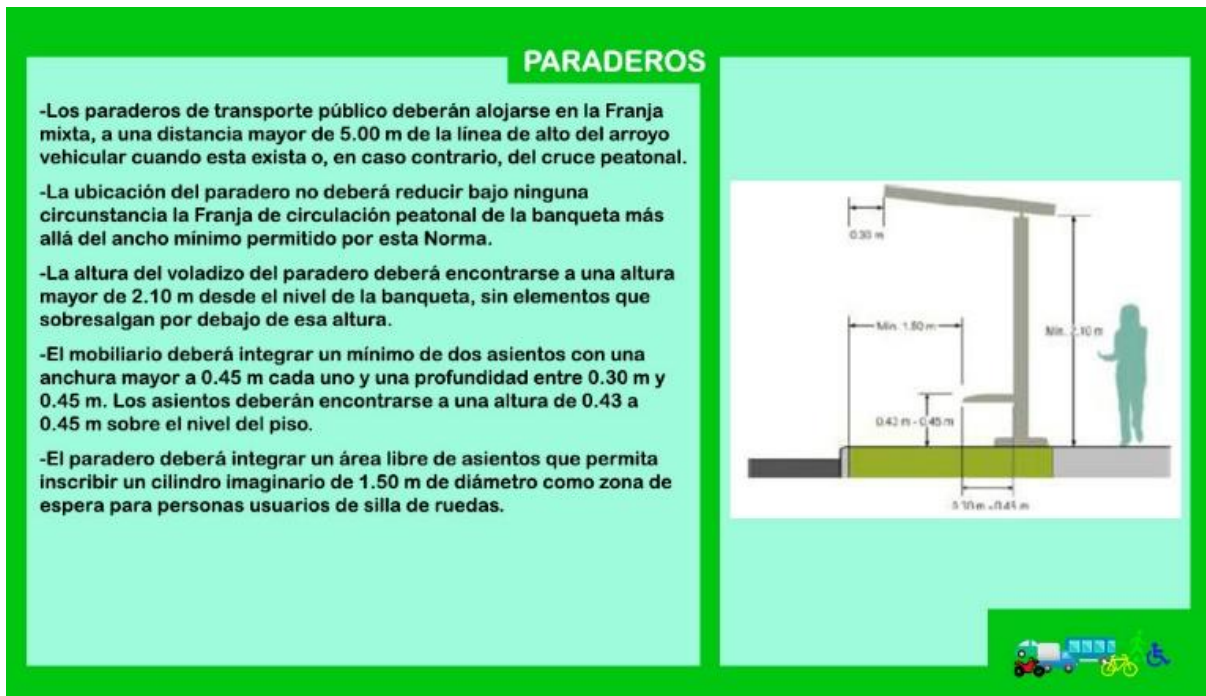 PARADEROS
-Los paraderos de transporte público deberán alojarse en la Franja
mixta, a una distancia mayor de 5.00 m de la línea de alto del arroyo
vehicular cuando esta exista o, en caso contrario, del cruce peatonal.
-La ubicación del paradero no deberá reducir bajo ninguna
circunstancia la Franja de circulación peatonal de la banqueta más
allá del ancho mínimo permitido por esta Norma.
-La altura del voladizo del paradero deberá encontrarse a una altura
mayor de 2.10 m desde el nivel de la banqueta, sin elementos que
sobresalgan por debajo de esa altura.
-El mobiliario deberá integrar un mínimo de dos asientos con una
anchura mayor a 0.45 m cada uno y una profundidad entre 0.30 m y
0.45 m. Los asientos deberán encontrarse a una altura de 0.43 a
0.45 m sobre el nivel del piso.
-El paradero deberá integrar un área libre de asientos que permita
inscribir un cilindro imaginario de 1.50 m de diámetro como zona de
espera para personas usuarios de silla de ruedas.
0.30 m
Min. 1.50 m
Min. 2.10 m
0.43 m - 0.45 m
0.30 m - 0.45 m